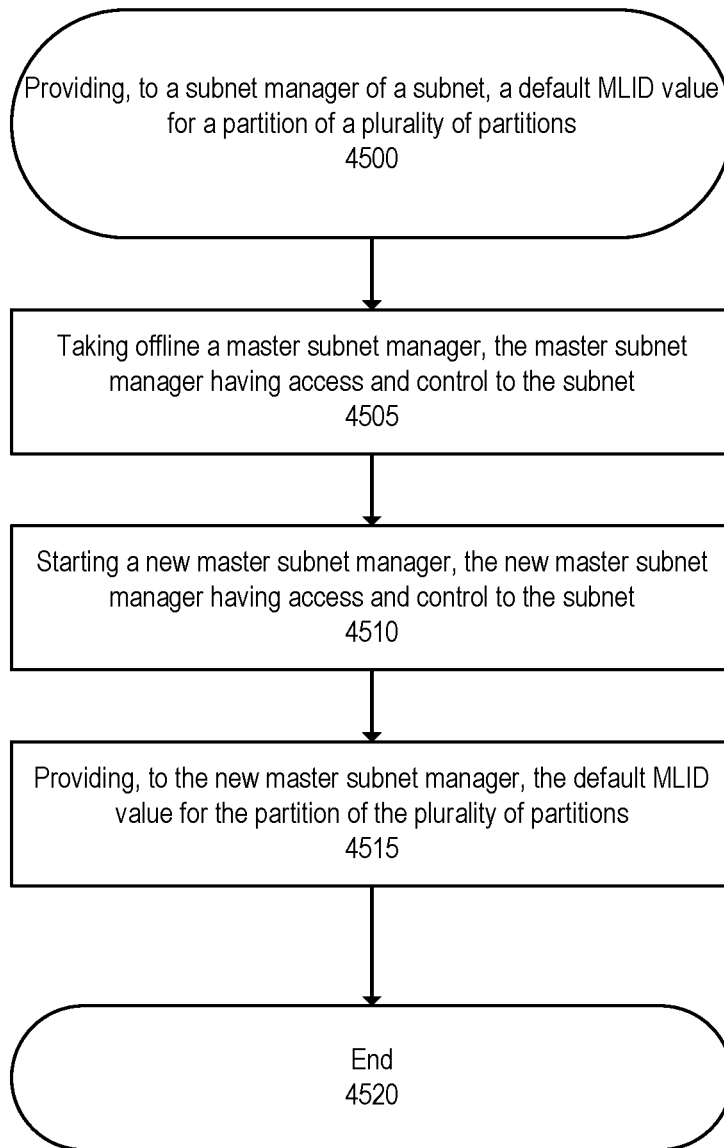 Providing, to a subnet manager of a subnet, a default MLID value
for a partition of a plurality of partitions
4500
Taking offline a master subnet manager, the master subnet
manager having access and control to the subnet
4505
Starting a new master subnet manager, the new master subnet
manager having access and control to the subnet
4510
Providing, to the new master subnet manager, the default MLID
value for the partition of the plurality of partitions
4515
End
4520